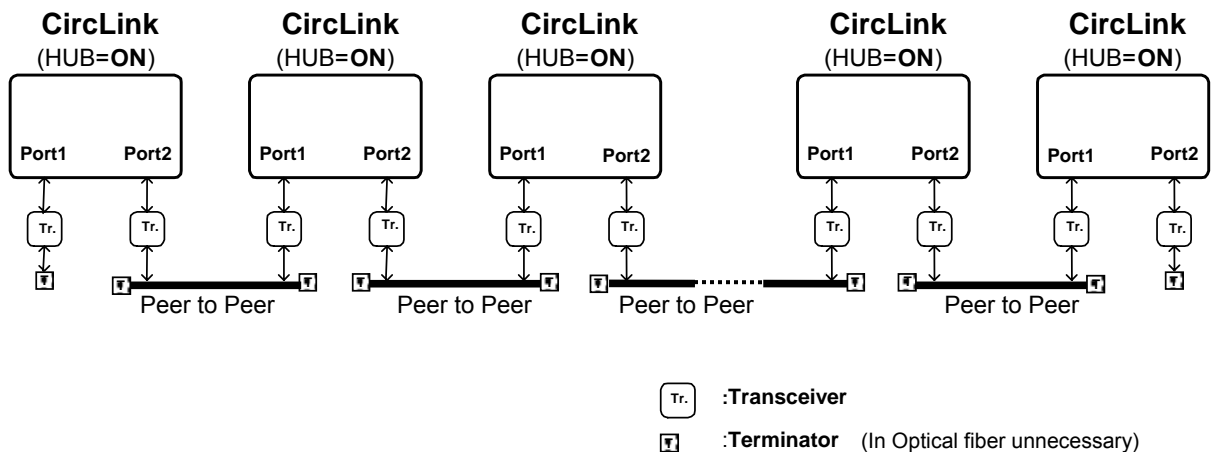 CircLink CircLink CircLink CircLink CircLink
(HUB=ON) (HUB=ON) (HUB=ON) (HUB=ON) (HUB=ON)
Port1 Port2 Port1 Port2 Port1 Port2 Port1 Port2 Port1 Port2
Tr. Tr. Tr. Tr. Tr. Tr. Tr. Tr. Tr. Tr.
T T T T T T T T T T
Peer to Peer Peer to Peer Peer to Peer Peer to Peer
Tr. :Transceiver
T :Terminator (In Optical fiber unnecessary)